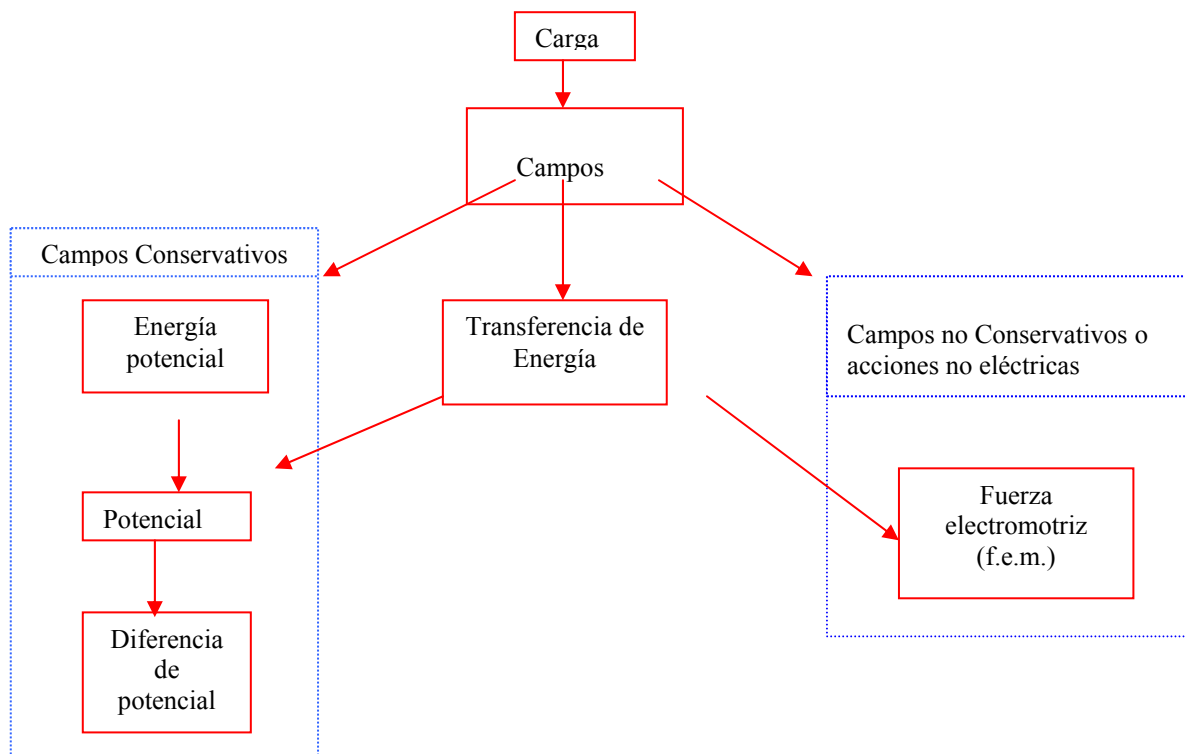 Carga
Campos
Campos Conservativos
Energía
potencial
Transferencia de
Energía
Campos no Conservativos o
acciones no eléctricas
Potencial
Fuerza
electromotriz
(f.e.m.)
Diferencia
de
potencial